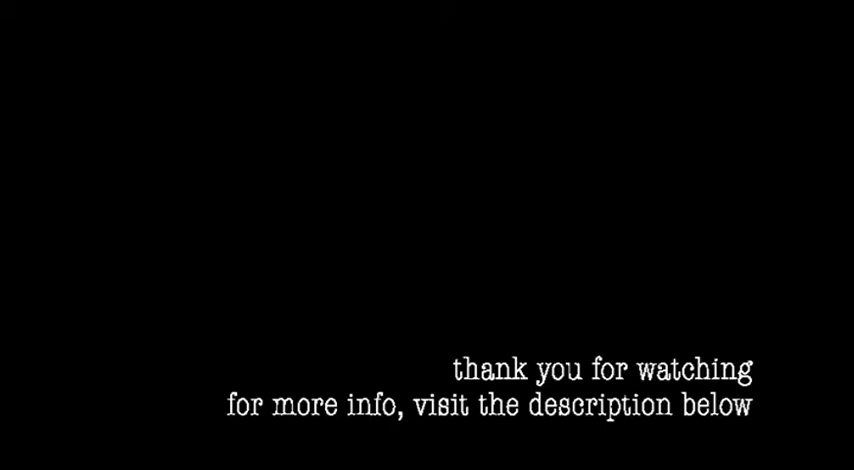 thank you for watching
for more info, visit the description below